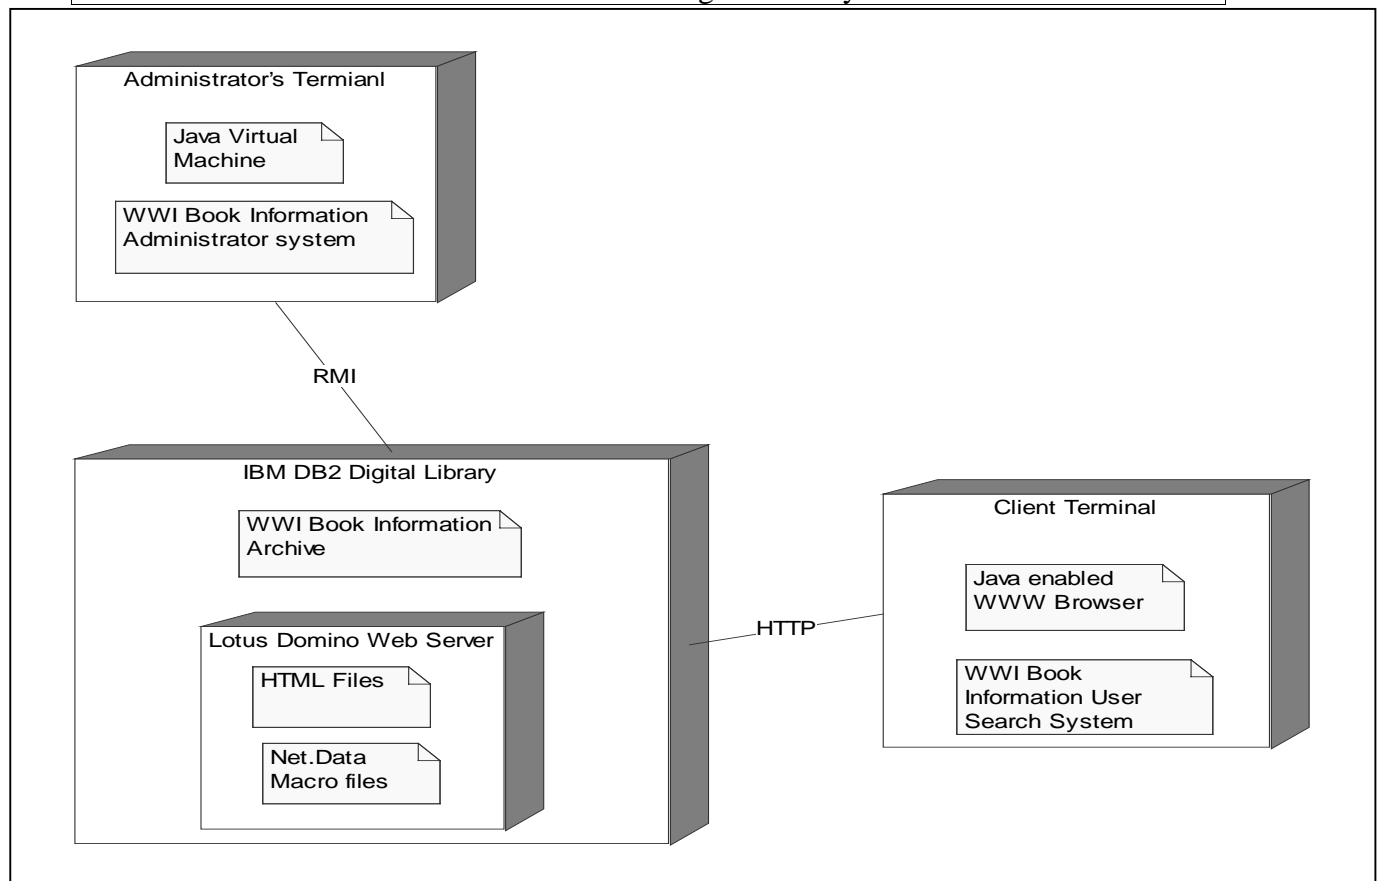 Administrator's Termianl
Java Virtual
Machine
WWI Book Information
Administrator system
RMI
IBM DB2 Digital Library
WWI Book Information
Archive
Lotus Domino Web Server
HTML Files
Net.Data
Macro files
HTTP
Client Terminal
Java enabled
WWW Browser
WWI Book
Information User
Search System